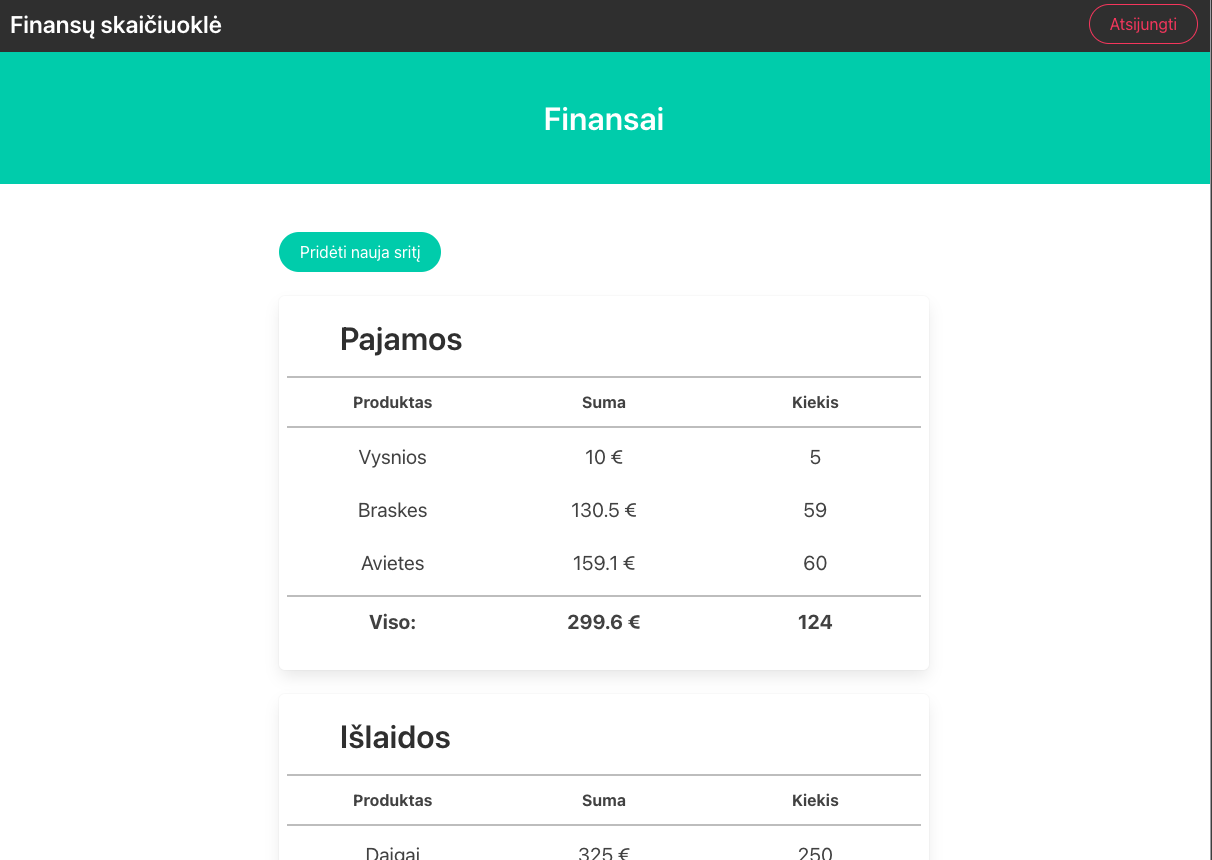 Finansų skaičiuoklė
Atsijungti
Finansai
Pridėti nauja sritį
Pajamos
Produktas Suma Kiekis
Vysnios 10 € 5
Braskes 130.5 € 59
Avietes 159.1 € 60
Viso: 299.6 € 124
Išlaidos
Produktas Suma Kiekis
Daigai 325 € 250